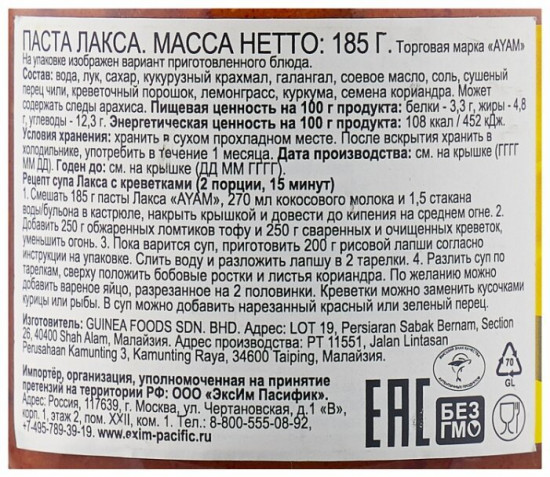 ПАСТА ЛАКСА. МАССА НЕТТО: 185 Г. Торговая марка «AYAM»
На упаковке изображен вариант приготовленного блюда.
Состав: вода, лук, сахар, кукурузный крахмал, галангал, соевое масло, соль, сушеный
перец чили, креветочный порошок, лемонграсс, куркума, семена кориандра. Может
содержать следы арахиса. Пищевая ценность на 100 г продукта: белки - 3,3 г, жиры - 4,8
г, углеводы - 12,3 г. Энергетическая ценность на 100 г продукта: 108 ккал / 452 кДж.
Условия хранения: хранить в сухом прохладном месте. После вскрытия хранить в
холодильнике, употребить в течение 1 месяца. Дата производства: см. на крышке (ГГГГ
ММ ДД). Годен до: см. на крышке (ДД ММ ГГГГ).
Рецепт супа Лакса с креветками (2 порции, 15 минут)
1. Смешать 185 г пасты Лакса «AYAM», 270 мл кокосового молока и 1,5 стакана
воды/бульона в кастрюле, накрыть крышкой и довести до кипения на среднем огне. 2.
Добавить 250 г обжаренных ломтиков тофу и 250 г сваренных и очищенных креветок,
уменьшить огонь. 3. Пока варится суп, приготовить 200 г рисовой лапши согласно
инструкции на упаковке. Слить воду и разложить лапшу в 2 тарелки. 4. Разлить суп по
тарелкам, сверху положить бобовые ростки и листья кориандра. По желанию можно
добавить вареное яйцо, разрезанное на 2 половинки. Креветки можно заменить кусочками
курицы или рыбы. В суп можно добавить нарезанный красный или зеленый перец.
Изготовитель: GUINEA FOODS SDN. BHD. Адрес: LOT 19, Persiaran Sabak Bernam, Section
26, 40400 Shah Alam, Малайзия. Адрес производства: PT 11551, Jalan Lintasan
Perusahaan Kamunting 3, Kamunting Raya, 34600 Taiping, Малайзия.
Импортёр, организация, уполномоченная на принятие
претензий на территории РФ: ООО «ЭксИм Пасифик».
Адрес: Россия, 117639, г. Москва, ул. Чертановская, д.1 «В»,
корп. 1, этаж 2, пом. XXII, ком. 1. Тел.: 8-800-555-08-92,
+7-495-789-39-19. www.exim-pacific.ru
70
GL
EAC
БЕЗ
ГМО